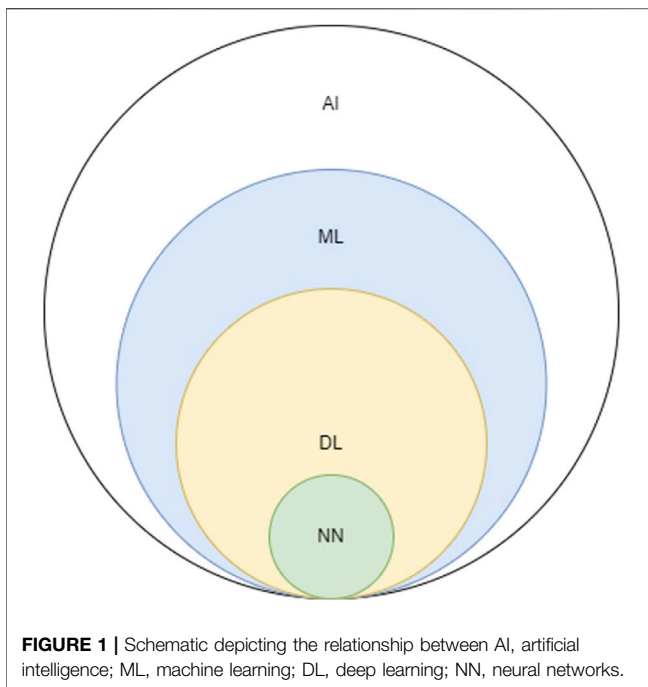 AI
ML
DL
NN
FIGURE 1 | Schematic depicting the relationship between AI, artificial
intelligence; ML, machine learning; DL, deep learning; NN, neural networks.